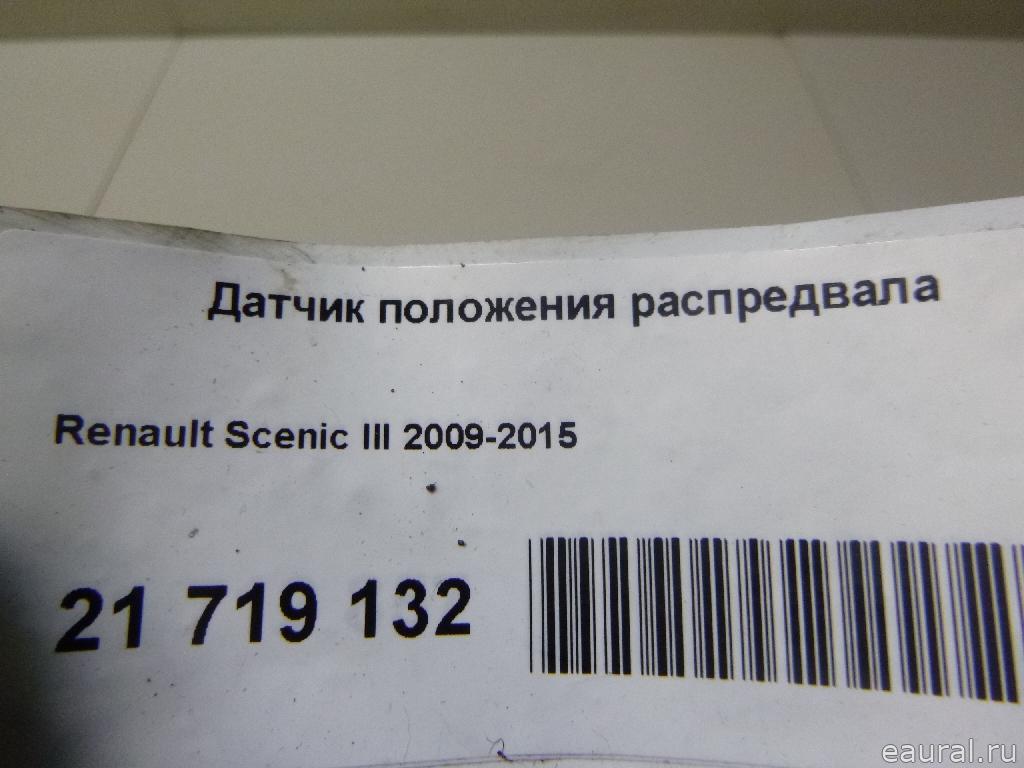 Датчик положения распредвала
Renault Scenic III 2009-2015
21 719 132
eaural.ru